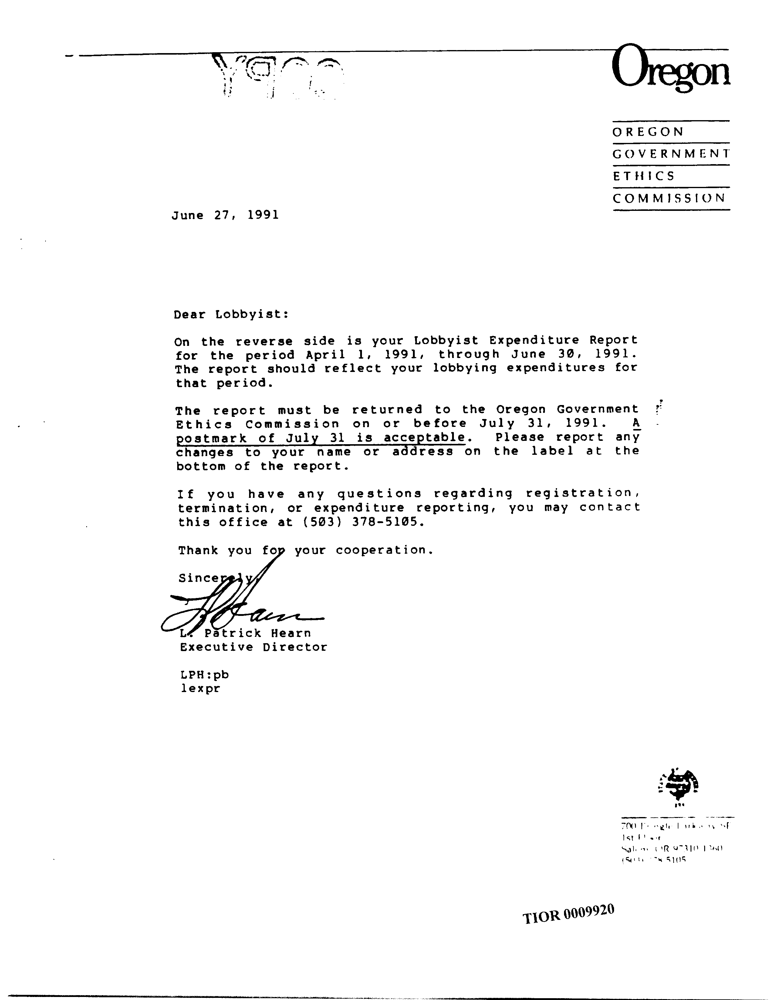 COPY
Oregon
OREGON
GOVERNMENT
ETHICS
COMMISSION
June 27, 1991
Dear Lobbyist:
On the reverse side is your Lobbyist Expenditure Report
for the period April 1, 1991, through June 30, 1991.
The report should reflect your lobbying expenditures for
that period.
The report must be returned to the Oregon Government
Ethics Commission on or before July 31, 1991. A
postmark of July 31 is acceptable. Please report any
changes to your name or address on the label at the
bottom of the report.
If you have any questions regarding registration,
termination, or expenditure reporting, you may contact
this office at (503) 378-5105.
Thank you for your cooperation.
Sincerely,
L. Patrick Hearn
Executive Director
LPH:pb
lexpr
700
1st
Salem OR 97310
5105
TIOR 0009920